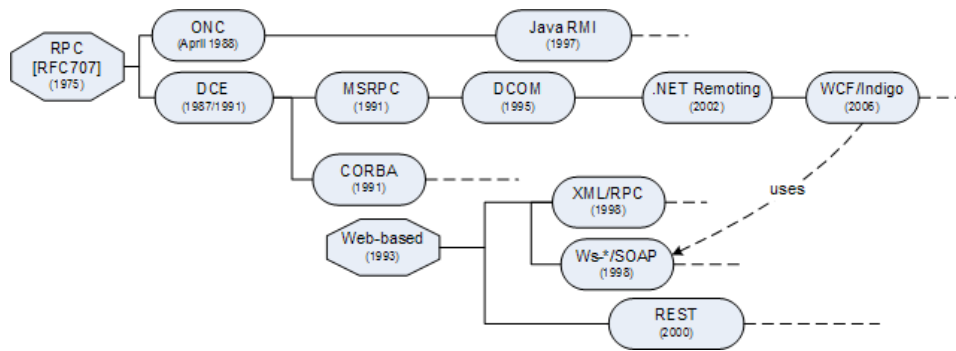 RPC
[RFC707]
(1975)
ONC
(April 1988)
Java RMI
(1997)
DCE
(1987/1991)
MSRPC
(1991)
DCOM
(1995)
.NET Remoting
(2002)
WCF/Indigo
(2006)
CORBA
(1991)
uses
XML/RPC
(1998)
Web-based
(1993)
Ws-*/SOAP
(1998)
REST
(2000)